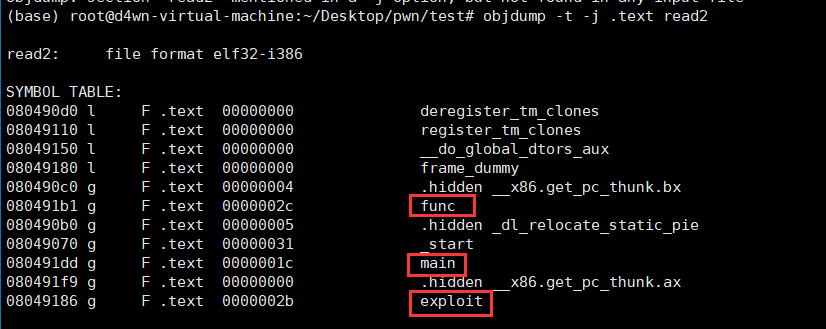 objdump: section 'read2' mentioned in a -j option, but not found in any input file
(base) root@d4wn-virtual-machine:~/Desktop/pwn/test# objdump -t -j .text read2
read2:     file format elf32-i386
SYMBOL TABLE:
080490d0 l     F .text  00000000              deregister_tm_clones
08049110 l     F .text  00000000              register_tm_clones
08049150 l     F .text  00000000              __do_global_dtors_aux
08049180 l     F .text  00000000              frame_dummy
080490c0 g     F .text  00000004              .hidden __x86.get_pc_thunk.bx
080491b1 g     F .text  0000002c              func
080490b0 g     F .text  00000005              .hidden _dl_relocate_static_pie
08049070 g     F .text  00000031              _start
080491dd g     F .text  0000001c              main
080491f9 g     F .text  00000000              .hidden __x86.get_pc_thunk.ax
08049186 g     F .text  0000002b              exploit